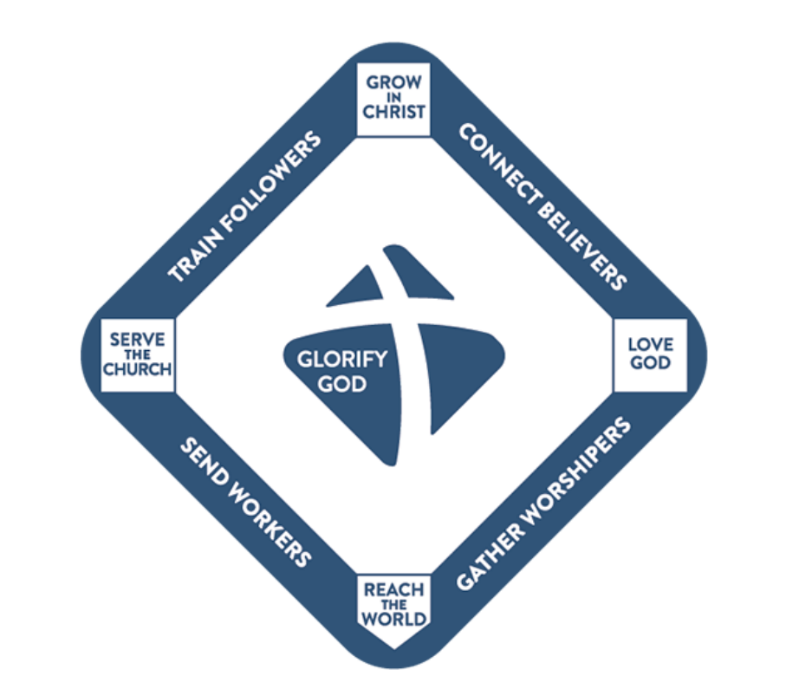 GROW
IN
CHRIST
TRAIN FOLLOWERS
CONNECT BELIEVERS
SERVE
THE
CHURCH
GLORIFY
GOD
LOVE
GOD
SEND WORKERS
GATHER WORSHIPERS
REACH
THE
WORLD